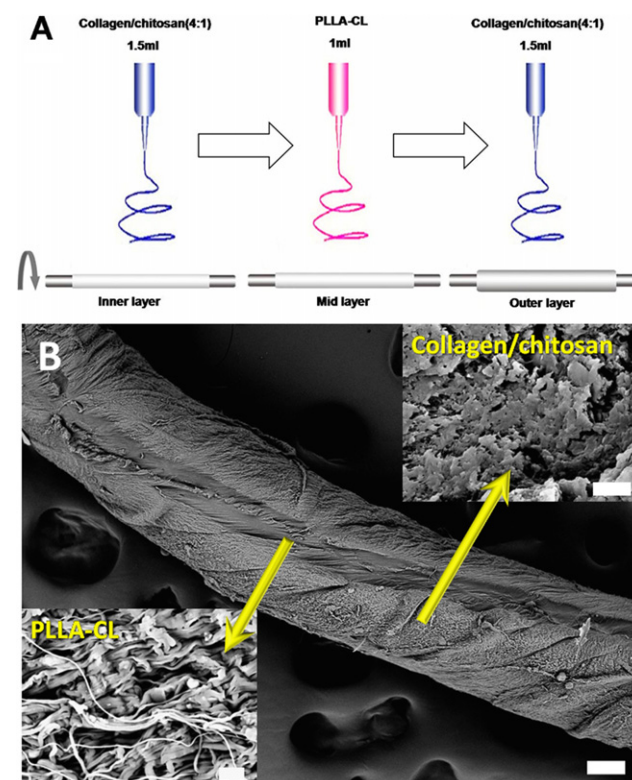 A
Collagen/chitosan(4:1)
1.5ml
PLLA-CL
1ml
Collagen/chitosan(4:1)
1.5ml
Inner layer
Mid layer
Outer layer
B
Collagen/chitosan
PLLA-CL